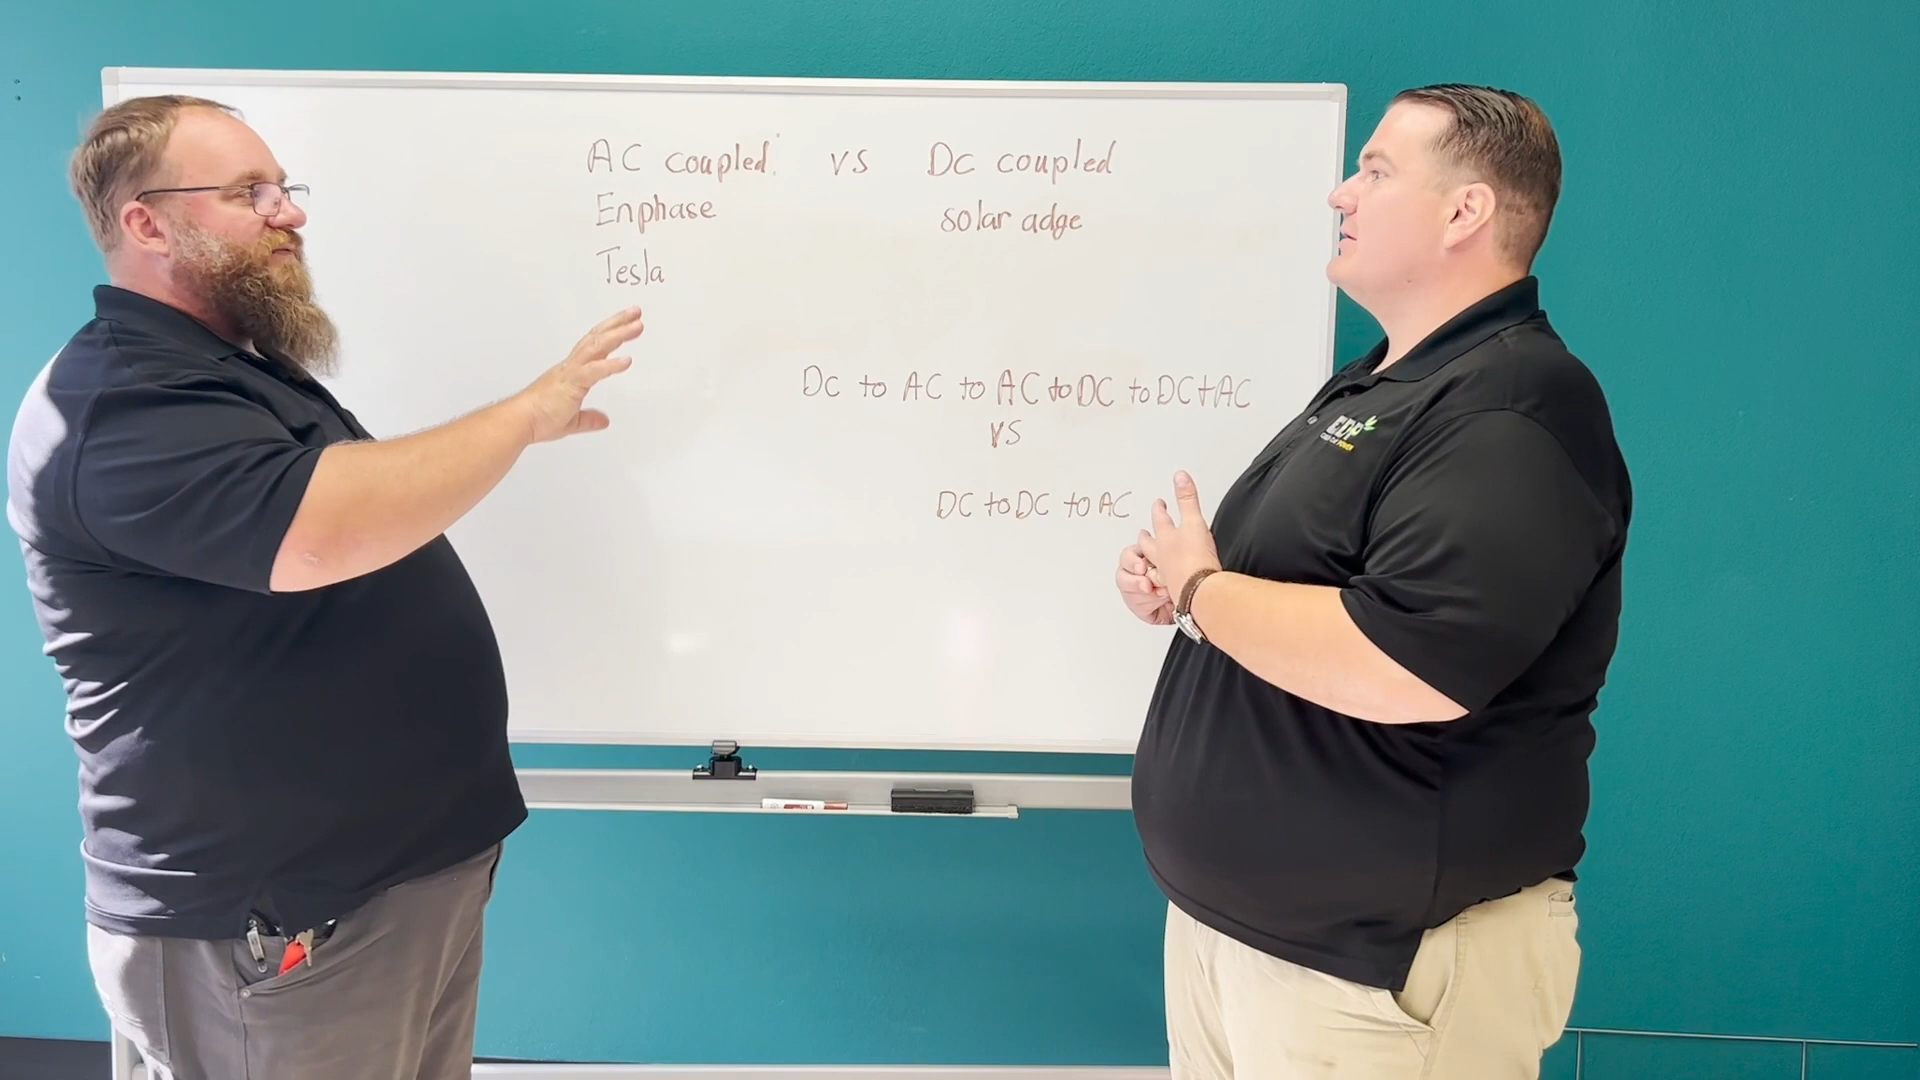 AC coupled vs DC coupled
Enphase solar adge
Tesla
DC to AC to AC to DC to DC + AC
VS
DC to DC to AC
EDP